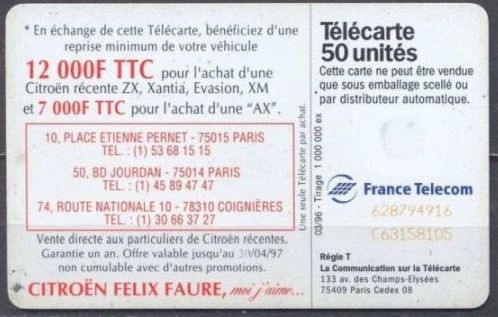 * En échange de cette Télécarte, bénéficiez d'une
reprise minimum de votre véhicule
12 000F TTC pour l'achat d'une
Citroën récente ZX, Xantia, Evasion, XM
et 7 000F TTC pour l'achat d'une "AX".
10, PLACE ETIENNE PERNET - 75015 PARIS
TEL. : (1) 53 68 15 15
50, BD JOURDAN - 75014 PARIS
TEL. : (1) 45 89 47 47
74, ROUTE NATIONALE 10 - 78310 COIGNIÈRES
TEL. : (1) 30 66 37 27
Vente directe aux particuliers de Citroën récentes.
Garantie un an. Offre valable jusqu'au 30/04/97
non cumulable avec d'autres promotions.
CITROËN FELIX FAURE, moi j'aime...
Une seule Télécarte par achat.
03/96 - Tirage 1 000 000 ex
Télécarte
50 unités
Cette carte ne peut être vendue
que sous emballage scellé ou
par distributeur automatique.
France Telecom
628794916
C63158105
Régie T
La Communication sur la Télécarte
133 av. des Champs-Elysées
75409 Paris Cedex 08